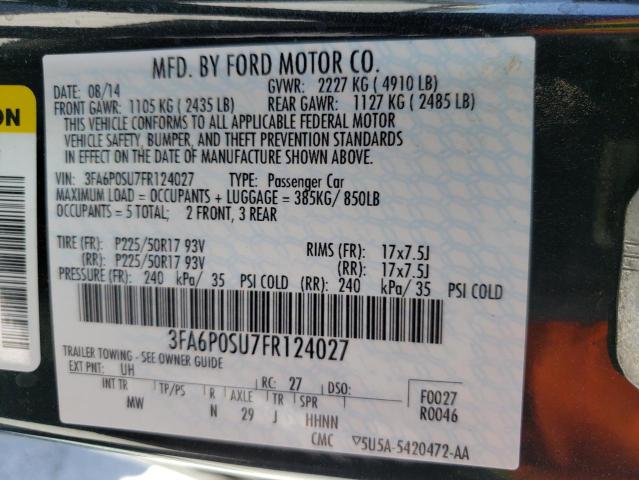 MFD. BY FORD MOTOR CO.
DATE: 08/14 GVWR: 2227 KG (4910 LB)
FRONT GAWR: 1105 KG (2435 LB) REAR GAWR: 1127 KG (2485 LB)
THIS VEHICLE CONFORMS TO ALL APPLICABLE FEDERAL MOTOR
VEHICLE SAFETY, BUMPER, AND THEFT PREVENTION STANDARDS
IN EFFECT ON THE DATE OF MANUFACTURE SHOWN ABOVE.
VIN: 3FA6P0SU7FR124027 TYPE: Passenger Car
MAXIMUM LOAD = OCCUPANTS + LUGGAGE = 385KG/ 850LB
OCCUPANTS = 5 TOTAL; 2 FRONT, 3 REAR
TIRE (FR): P225/50R17 93V RIMS (FR): 17x7.5J
(RR): P225/50R17 93V (RR): 17x7.5J
PRESSURE (FR): 240 kPa/ 35 PSI COLD (RR): 240 kPa/ 35 PSI COLD
3FA6P0SU7FR124027
TRAILER TOWING - SEE OWNER GUIDE
EXT PNT: UH RC: 27 DSO:
INT TR TP/PS R AXLE TR SPR F0027
MW N 29 J HHNN R0046
CMC 5U5A-5420472-AA
ON